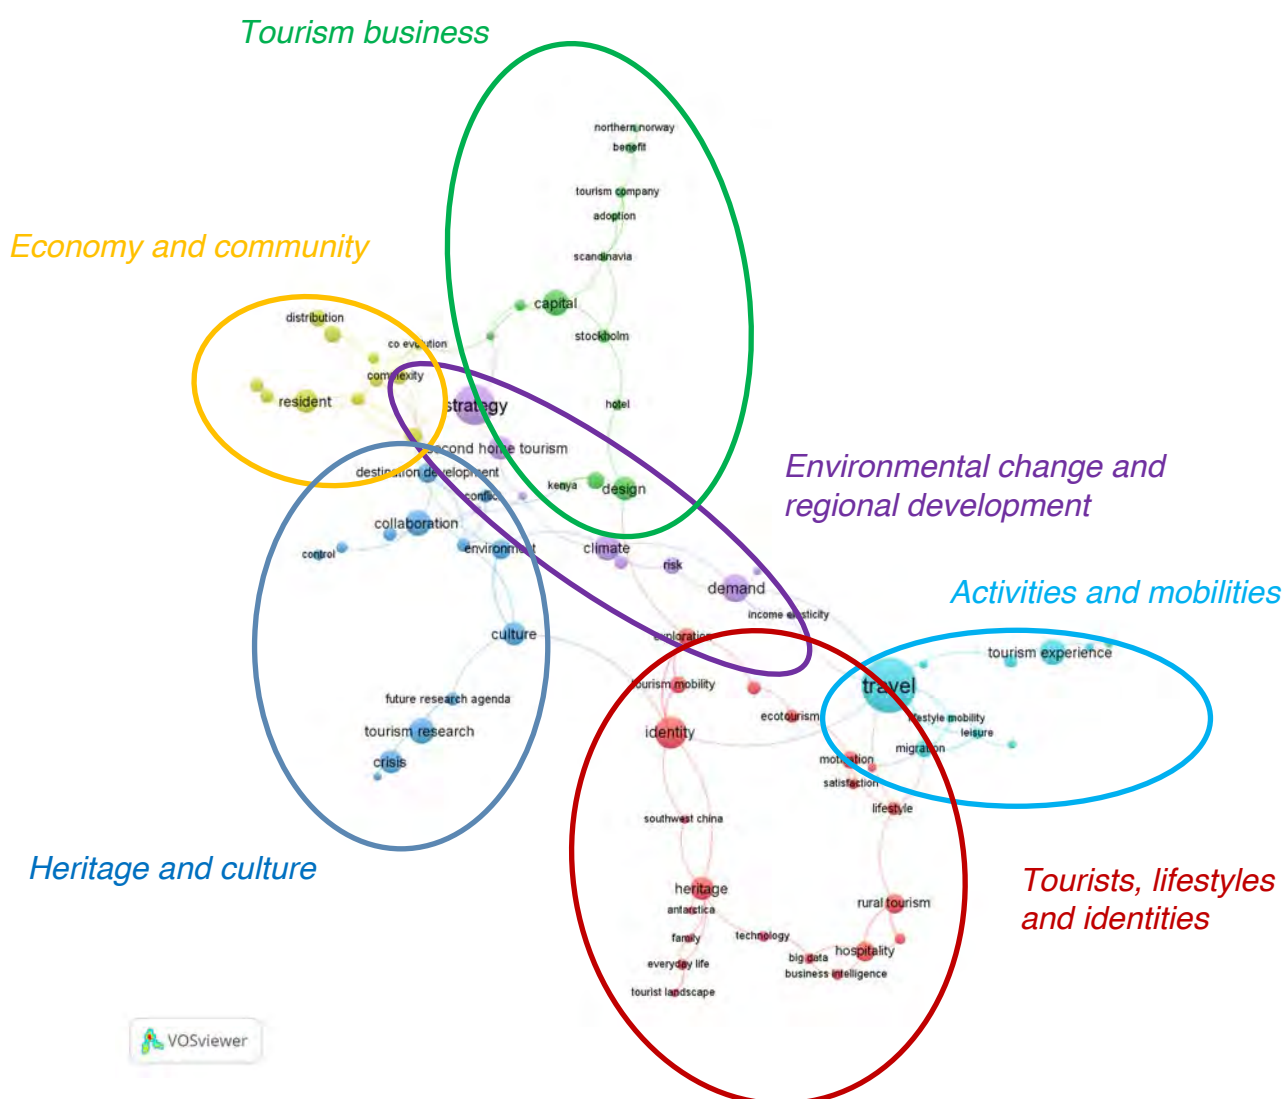 Tourism business
northern norway
benefit
tourism company
adoption
Economy and community
scandinavia
capital
distribution
stockholm
co evolution
complexity
resident
strategy
hotel
second home tourism
Environmental change and
regional development
destination development
kenya
design
conflict
collaboration
control
environment
climate
risk
demand
Activities and mobilities
income elasticity
culture
exploration
tourism experience
tourism mobility
travel
future research agenda
ecotourism
lifestyle mobility
tourism research
identity
leisure
migration
crisis
motivation
satisfaction
lifestyle
southwest china
Heritage and culture
heritage
Tourists, lifestyles
and identities
rural tourism
antarctica
family
technology
hospitality
everyday life
big data
business intelligence
tourist landscape
VOSviewer